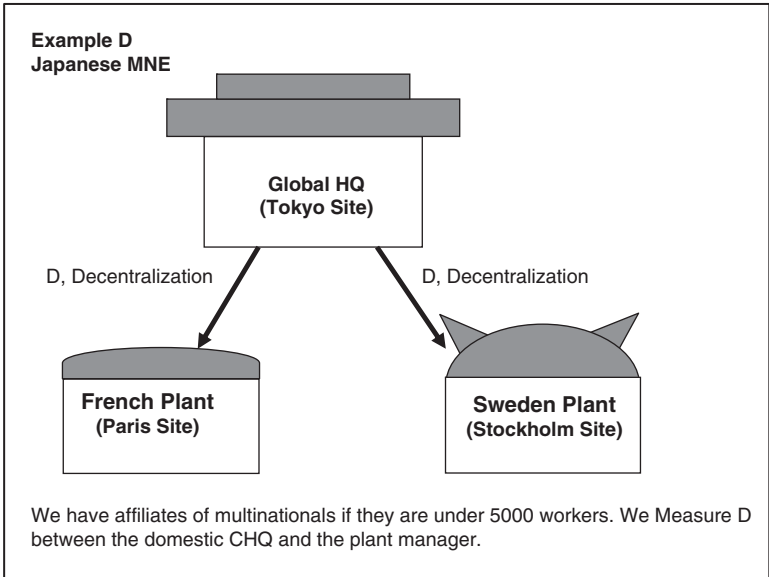 Example D
Japanese MNE
Global HQ
(Tokyo Site)
D, Decentralization
D, Decentralization
French Plant
(Paris Site)
Sweden Plant
(Stockholm Site)
We have affiliates of multinationals if they are under 5000 workers. We Measure D
between the domestic CHQ and the plant manager.